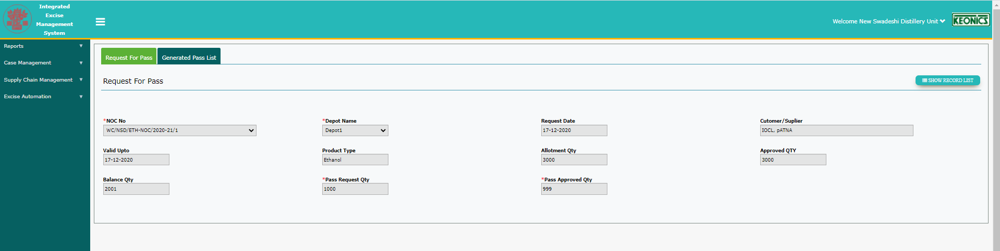 Integrated
Excise
Management
System
Welcome New Swadeshi Distillery Unit
KEONICS
Reports
Case Management
Supply Chain Management
Excise Automation
Request For Pass
Generated Pass List
Request For Pass
SHOW RECORD LIST
*NOC No
*Depot Name
Request Date
Cutomer/Suplier
WC/NSD/ETH-NOC/2020-21/1
Depot1
17-12-2020
IOCL, pATNA
Valid Upto
Product Type
Allotment Qty
Approved QTY
17-12-2020
Ethanol
3000
3000
Balance Qty
*Pass Request Qty
*Pass Approved Qty
2001
1000
999